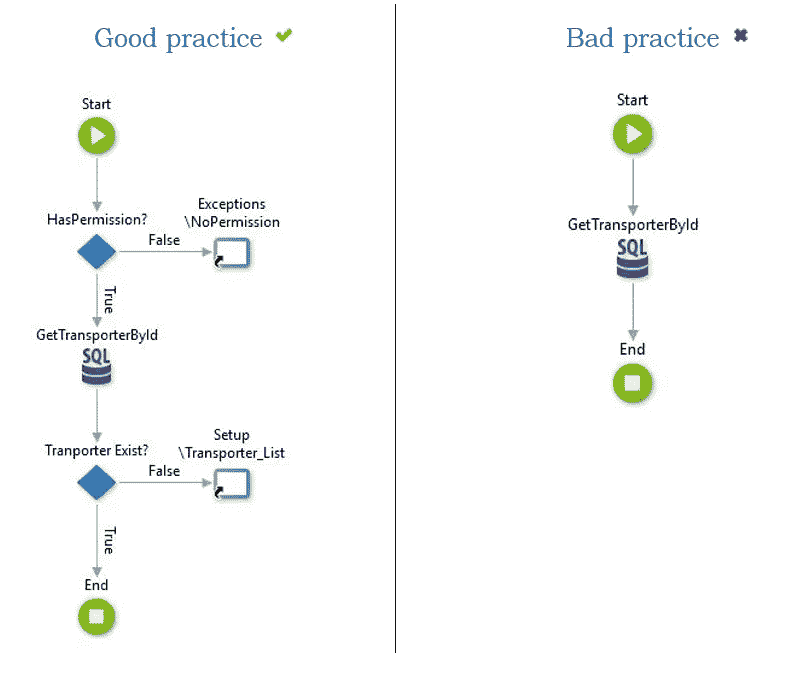 Good practice
Start
HasPermission?
False
Exceptions
\NoPermission
True
GetTransporterById
SQL
Tranporter Exist?
False
Setup
\Transporter_List
True
End
Bad practice
Start
GetTransporterById
SQL
End